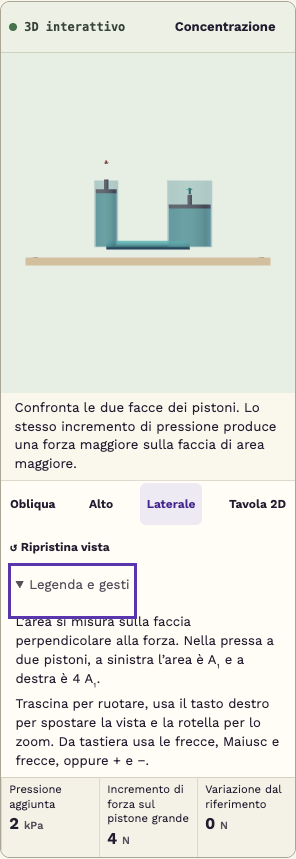 3D interattivo
Concentrazione
Confronta le due facce dei pistoni. Lo
stesso incremento di pressione produce
una forza maggiore sulla faccia di area
maggiore.
Obliqua
Alto
Laterale
Tavola 2D
↺ Ripristina vista
▼ Legenda e gesti
L’area si misura sulla faccia
perpendicolare alla forza. Nella pressa a
due pistoni, a sinistra l’area è A₁ e a
destra è 4 A₁.
Trascina per ruotare, usa il tasto destro
per spostare la vista e la rotella per lo
zoom. Da tastiera usa le frecce, Maiusc e
frecce, oppure + e −.
Pressione
aggiunta
2 kPa
Incremento di
forza sul
pistone grande
4 N
Variazione dal
riferimento
0 N